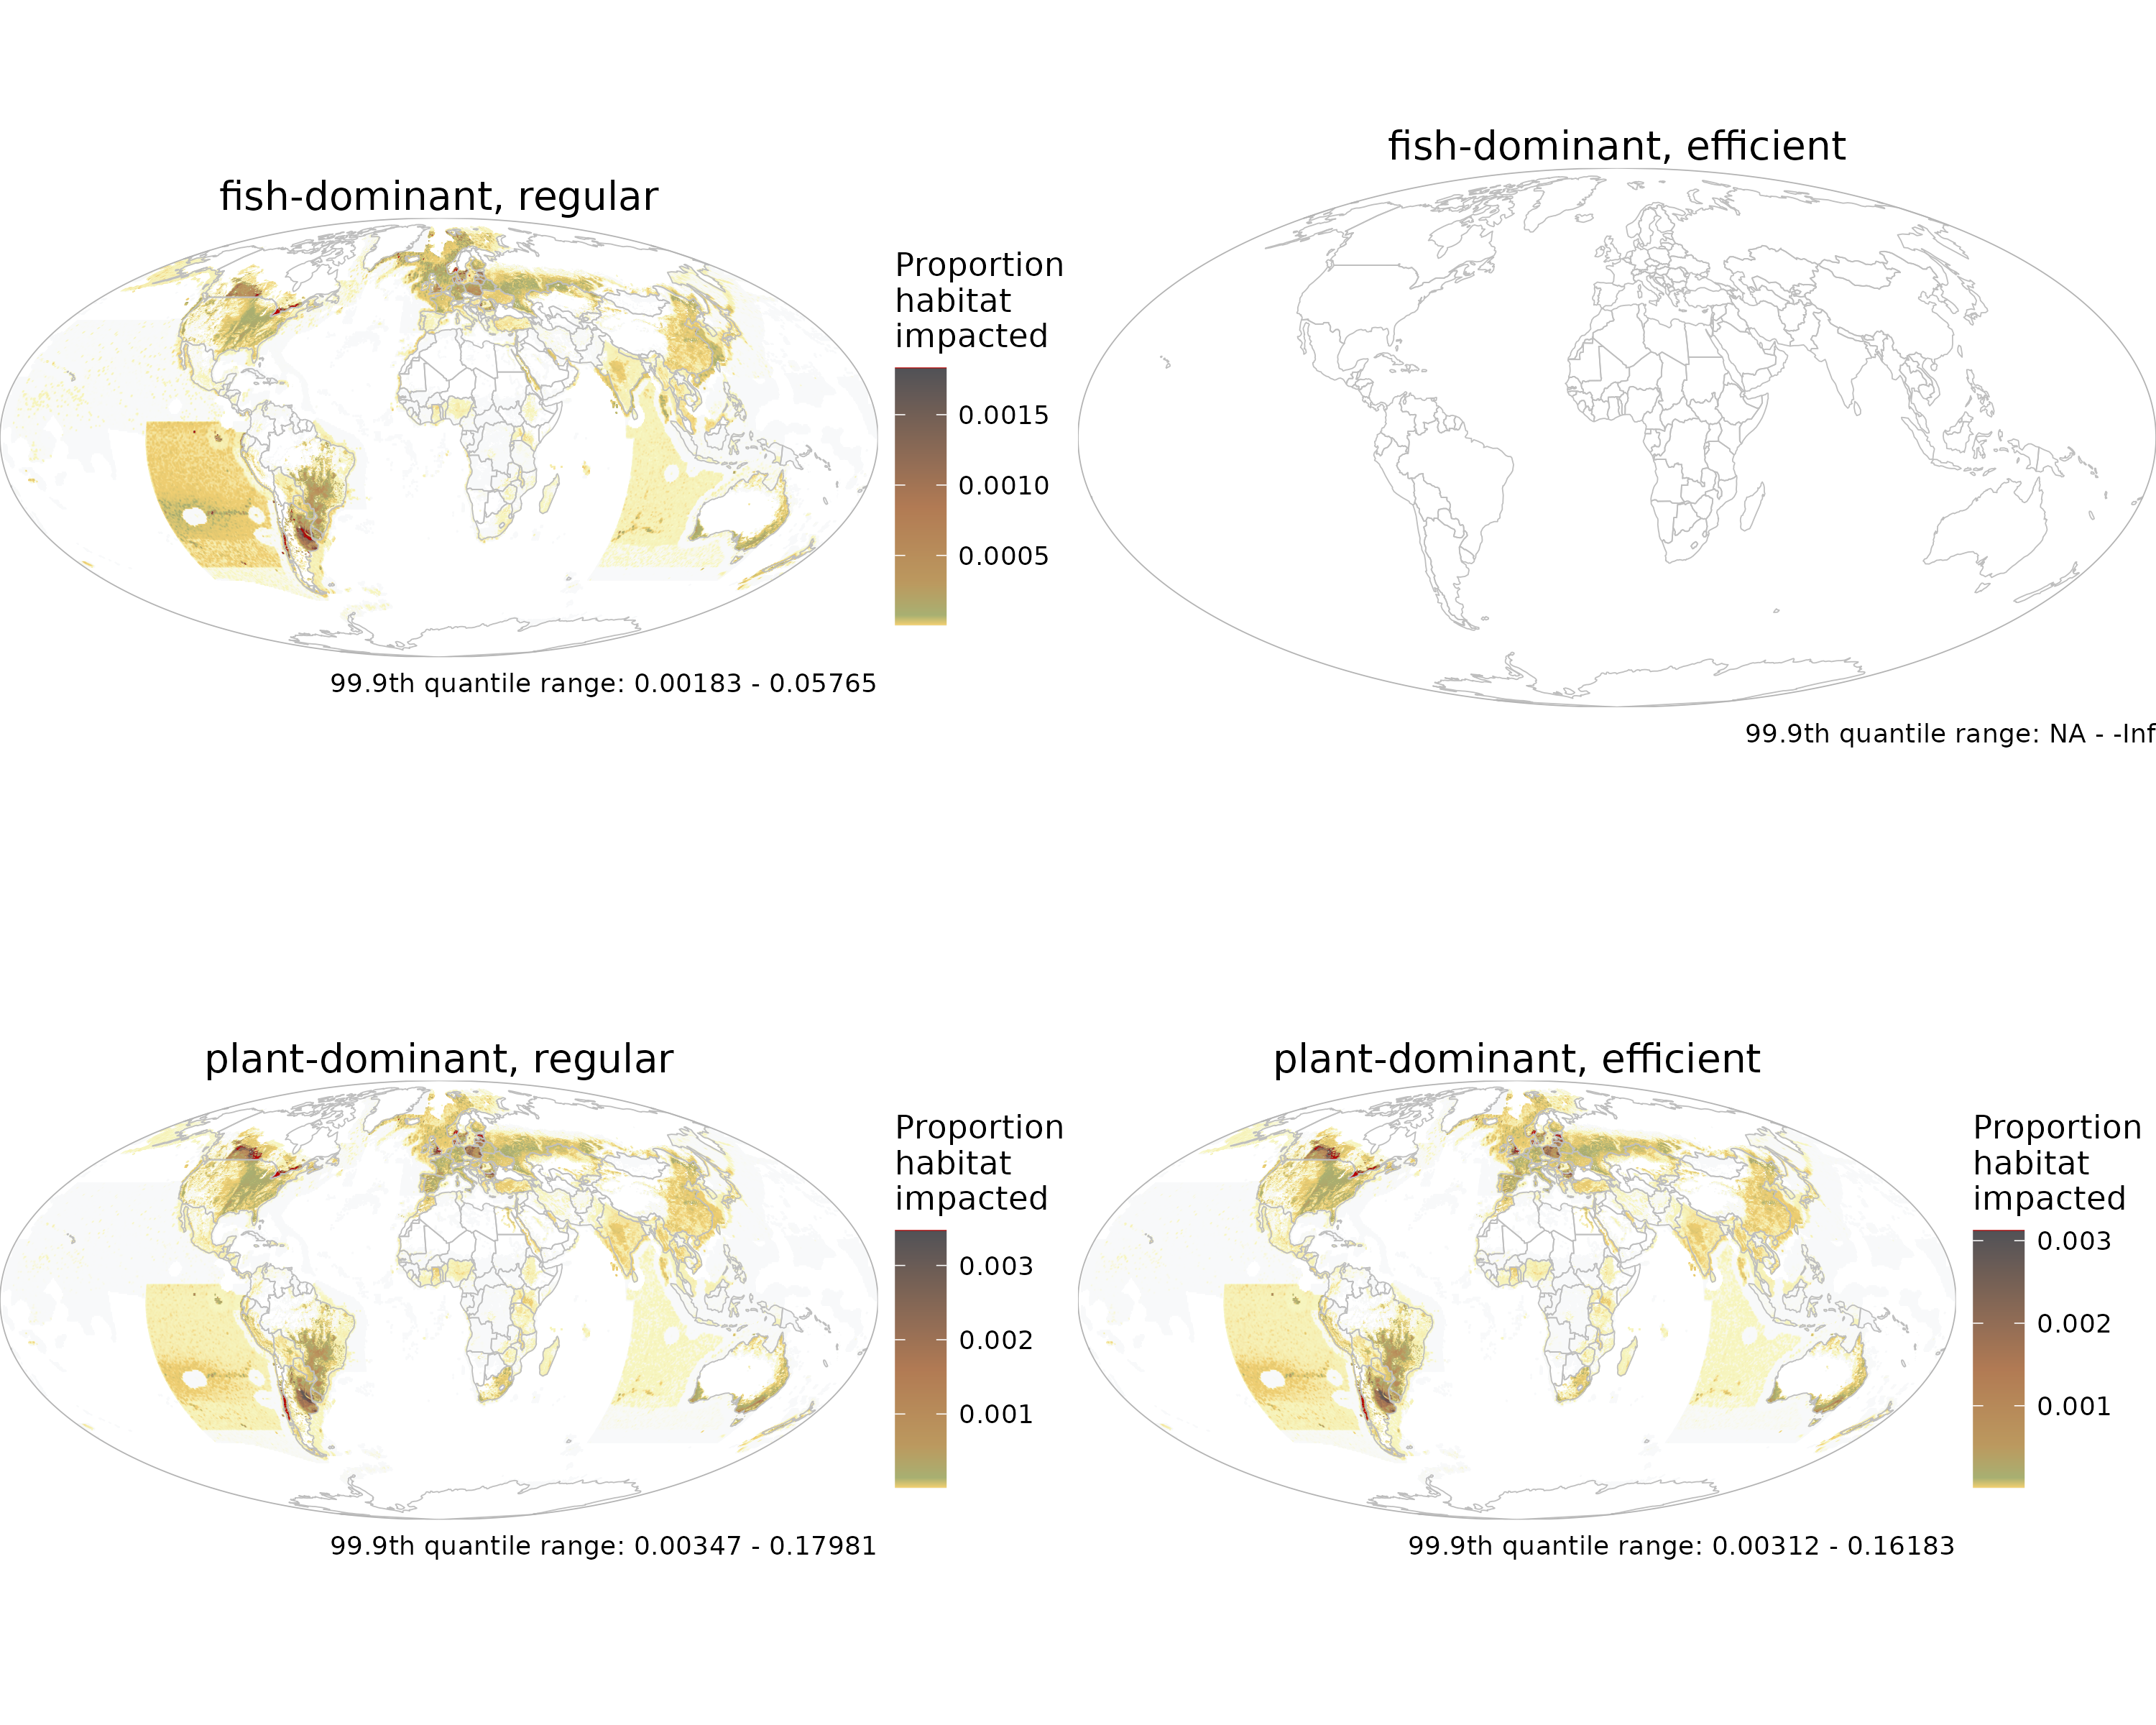 fish-dominant, regular
Proportion
habitat
impacted
0.0015
0.0010
0.0005
99.9th quantile range: 0.00183 - 0.05765
fish-dominant, efficient
99.9th quantile range: NA - -Inf
plant-dominant, regular
Proportion
habitat
impacted
0.003
0.002
0.001
99.9th quantile range: 0.00347 - 0.17981
plant-dominant, efficient
Proportion
habitat
impacted
0.003
0.002
0.001
99.9th quantile range: 0.00312 - 0.16183